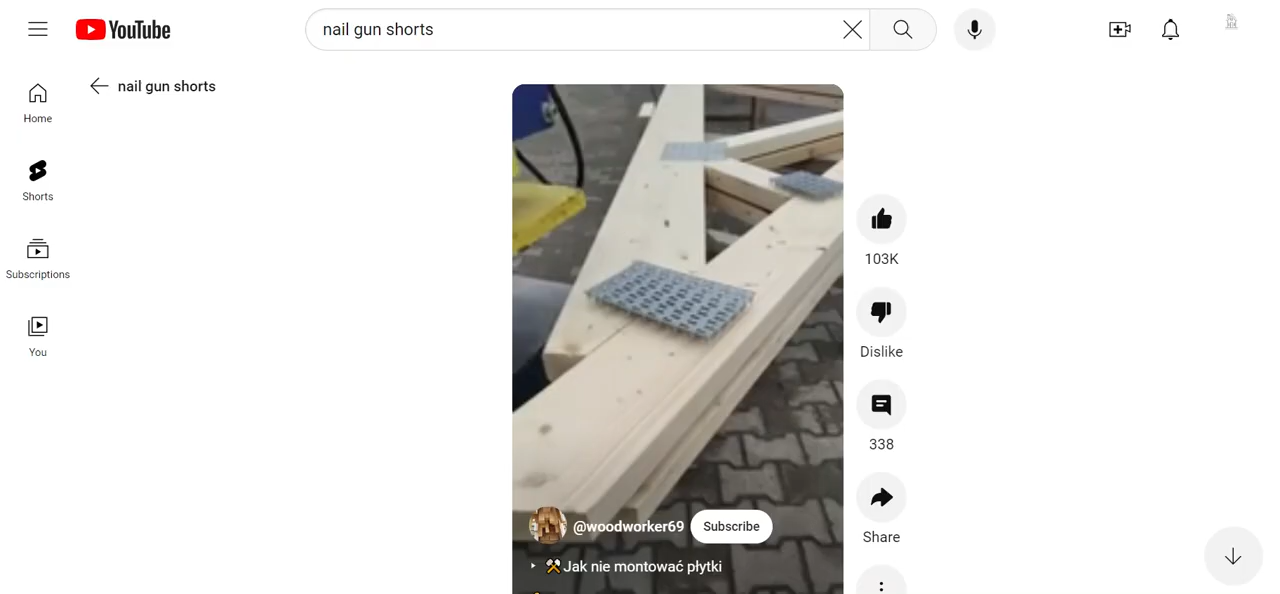 YouTube
nail gun shorts
nail gun shorts
Home
Shorts
Subscriptions
You
103K
Dislike
338
Share
@woodworker69
Subscribe
Jak nie montować płytki